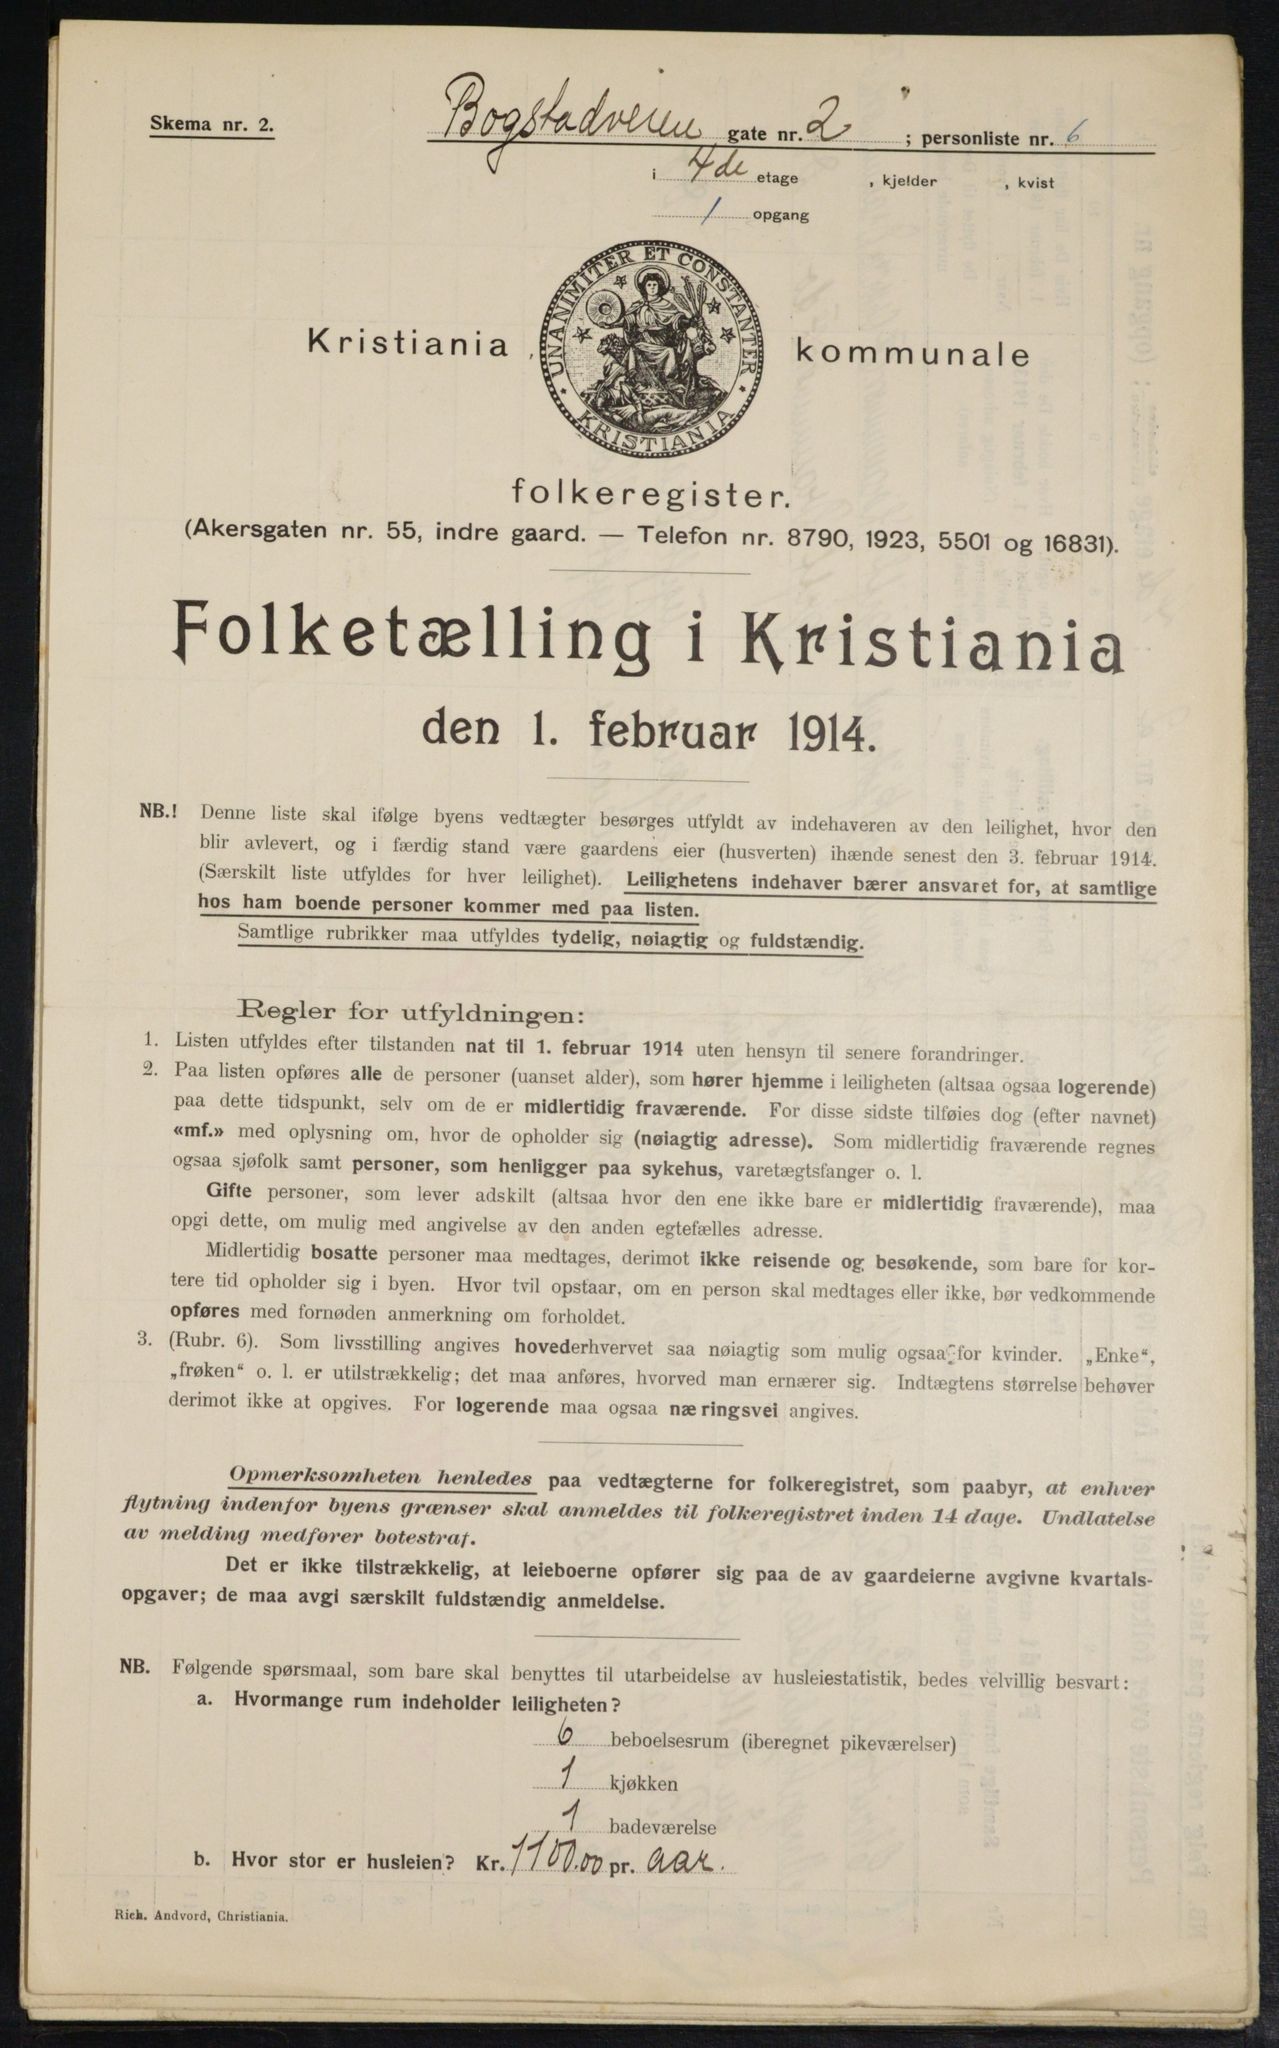 Skema nr. 2.
Bogstadveien gate nr. 2 ; personliste nr. 6
i 4de etage , kjelder , kvist
1 opgang
UNANIMITER ET CONSTANTER
KRISTIANIA
Kristiania kommunale
folkeregister.
(Akersgaten nr. 55, indre gaard. — Telefon nr. 8790, 1923, 5501 og 16831).
Folketælling i Kristiania
den 1. februar 1914.
NB.! Denne liste skal ifølge byens vedtægter besørges utfyldt av indehaveren av den leilighet, hvor den
blir avlevert, og i færdig stand være gaardens eier (husverten) ihænde senest den 3. februar 1914.
(Særskilt liste utfyldes for hver leilighet). Leilighetens indehaver bærer ansvaret for, at samtlige
hos ham boende personer kommer med paa listen.
Samtlige rubrikker maa utfyldes tydelig, nøiagtig og fuldstændig.
Regler for utfyldningen:
1. Listen utfyldes efter tilstanden nat til 1. februar 1914 uten hensyn til senere forandringer.
2. Paa listen opføres alle de personer (uanset alder), som hører hjemme i leiligheten (altsaa ogsaa logerende)
paa dette tidspunkt, selv om de er midlertidig fraværende. For disse sidste tilføies dog (efter navnet)
«mf.» med oplysning om, hvor de opholder sig (nøiagtig adresse). Som midlertidig fraværende regnes
ogsaa sjøfolk samt personer, som henligger paa sykehus, varetægtsfanger o. l.
Gifte personer, som lever adskilt (altsaa hvor den ene ikke bare er midlertidig fraværende), maa
opgi dette, om mulig med angivelse av den anden egtefælles adresse.
Midlertidig bosatte personer maa medtages, derimot ikke reisende og besøkende, som bare for kor-
tere tid opholder sig i byen. Hvor tvil opstaar, om en person skal medtages eller ikke, bør vedkommende
opføres med fornøden anmerkning om forholdet.
3. (Rubr. 6). Som livsstilling angives hovederhvervet saa nøiagtig som mulig ogsaa for kvinder. „Enke“,
„frøken“ o. l. er utilstrækkelig; det maa anføres, hvorved man ernærer sig. Indtægtens størrelse behøver
derimot ikke at opgives. For logerende maa ogsaa næringsvei angives.
Opmerksomheten henledes paa vedtægterne for folkeregistret, som paabyr, at enhver
flytning indenfor byens grænser skal anmeldes til folkeregistret inden 14 dage. Undlatelse
av melding medfører botestraf.
Det er ikke tilstrækkelig, at leieboerne opfører sig paa de av gaardeierne avgivne kvartals-
opgaver; de maa avgi særskilt fuldstændig anmeldelse.
NB. Følgende spørsmaal, som bare skal benyttes til utarbeidelse av husleiestatistik, bedes velvillig besvart:
a. Hvormange rum indeholder leiligheten?
6 beboelsesrum (iberegnet pikeværelser)
1 kjøkken
1 badeværelse
b. Hvor stor er husleien? Kr. 1100.00 pr. aar.
Rich. Andvord, Christiania.